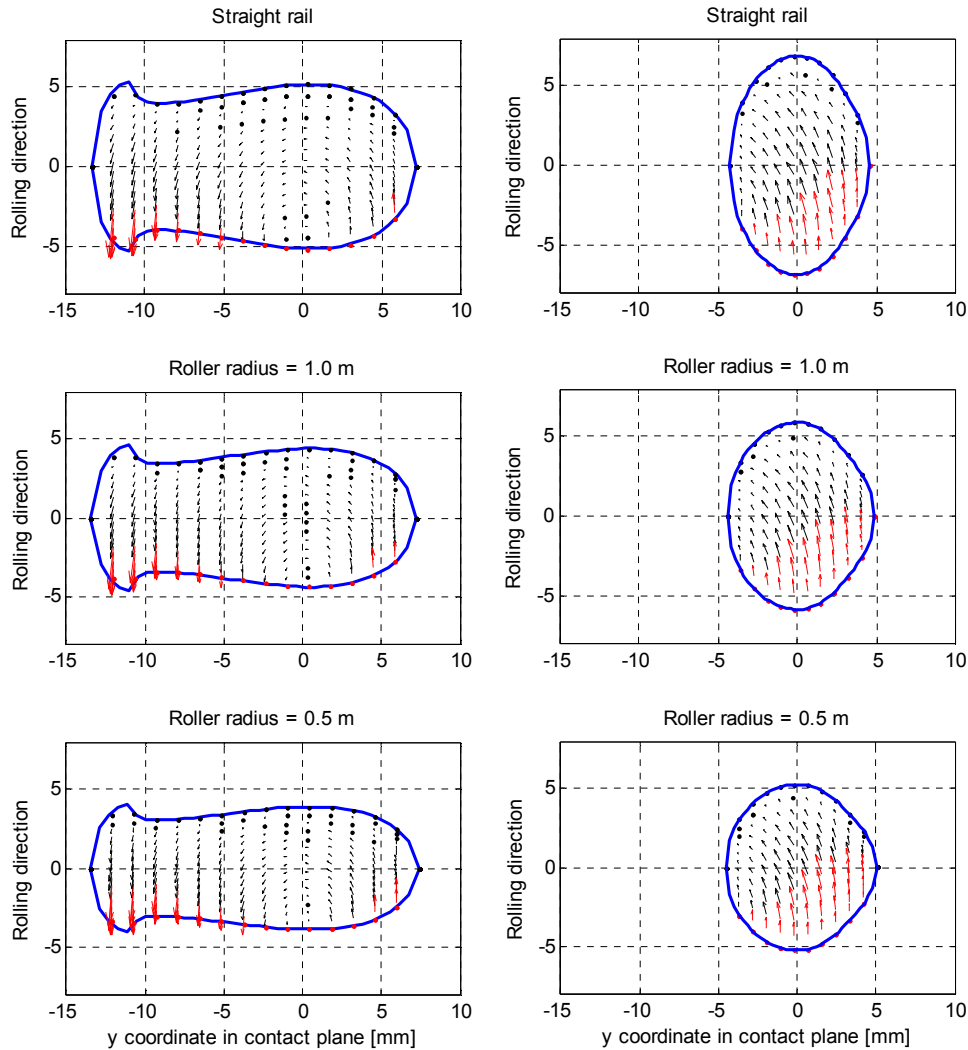 Straight rail
Rolling direction
5
0
-5
-15 -10 -5 0 5 10
Straight rail
Rolling direction
5
0
-5
-15 -10 -5 0 5 10
Roller radius = 1.0 m
Rolling direction
5
0
-5
-15 -10 -5 0 5 10
Roller radius = 1.0 m
Rolling direction
5
0
-5
-15 -10 -5 0 5 10
Roller radius = 0.5 m
Rolling direction
5
0
-5
-15 -10 -5 0 5 10
y coordinate in contact plane [mm]
Roller radius = 0.5 m
Rolling direction
5
0
-5
-15 -10 -5 0 5 10
y coordinate in contact plane [mm]